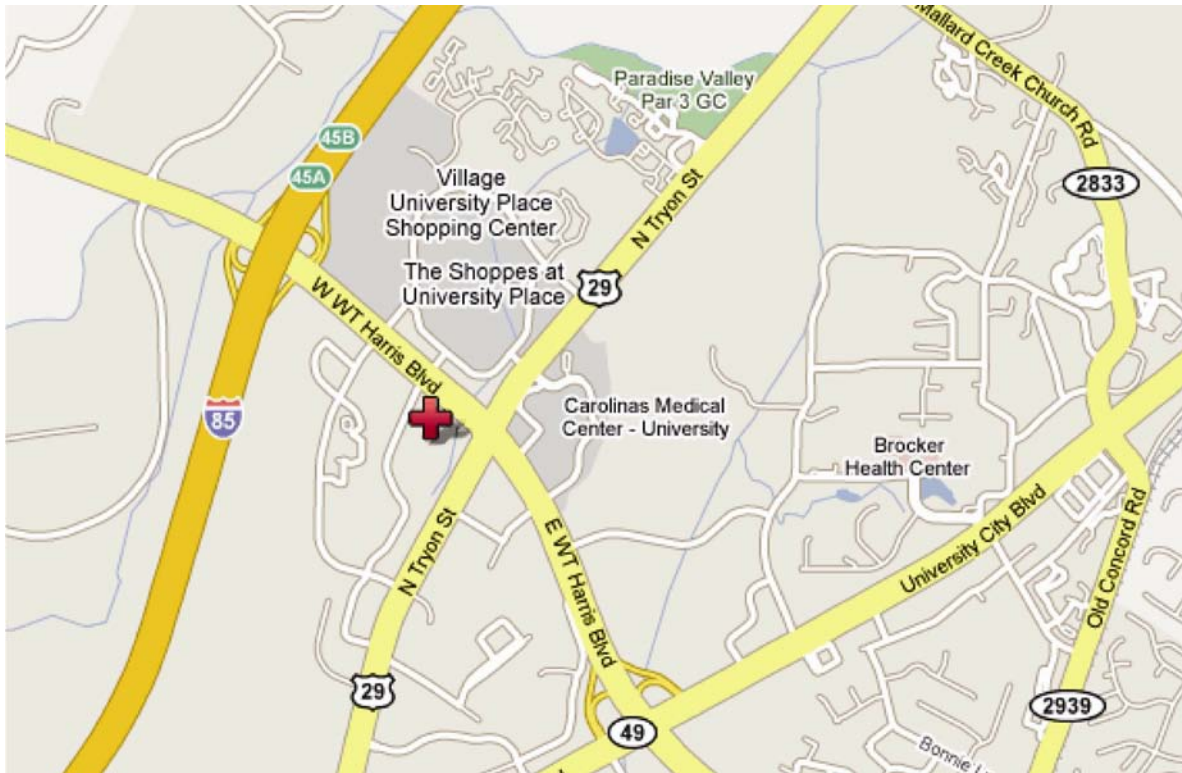 Mallard Creek Church Rd
Paradise Valley
Par 3 GC
45B
45A
Village
University Place
Shopping Center
2833
N Tryon St
The Shoppes at
University Place
29
W WT Harris Blvd
85
Carolinas Medical
Center - University
Brocker
Health Center
University City Blvd
Old Concord Rd
N Tryon St
E WT Harris Blvd
29
2939
49
Bonnie